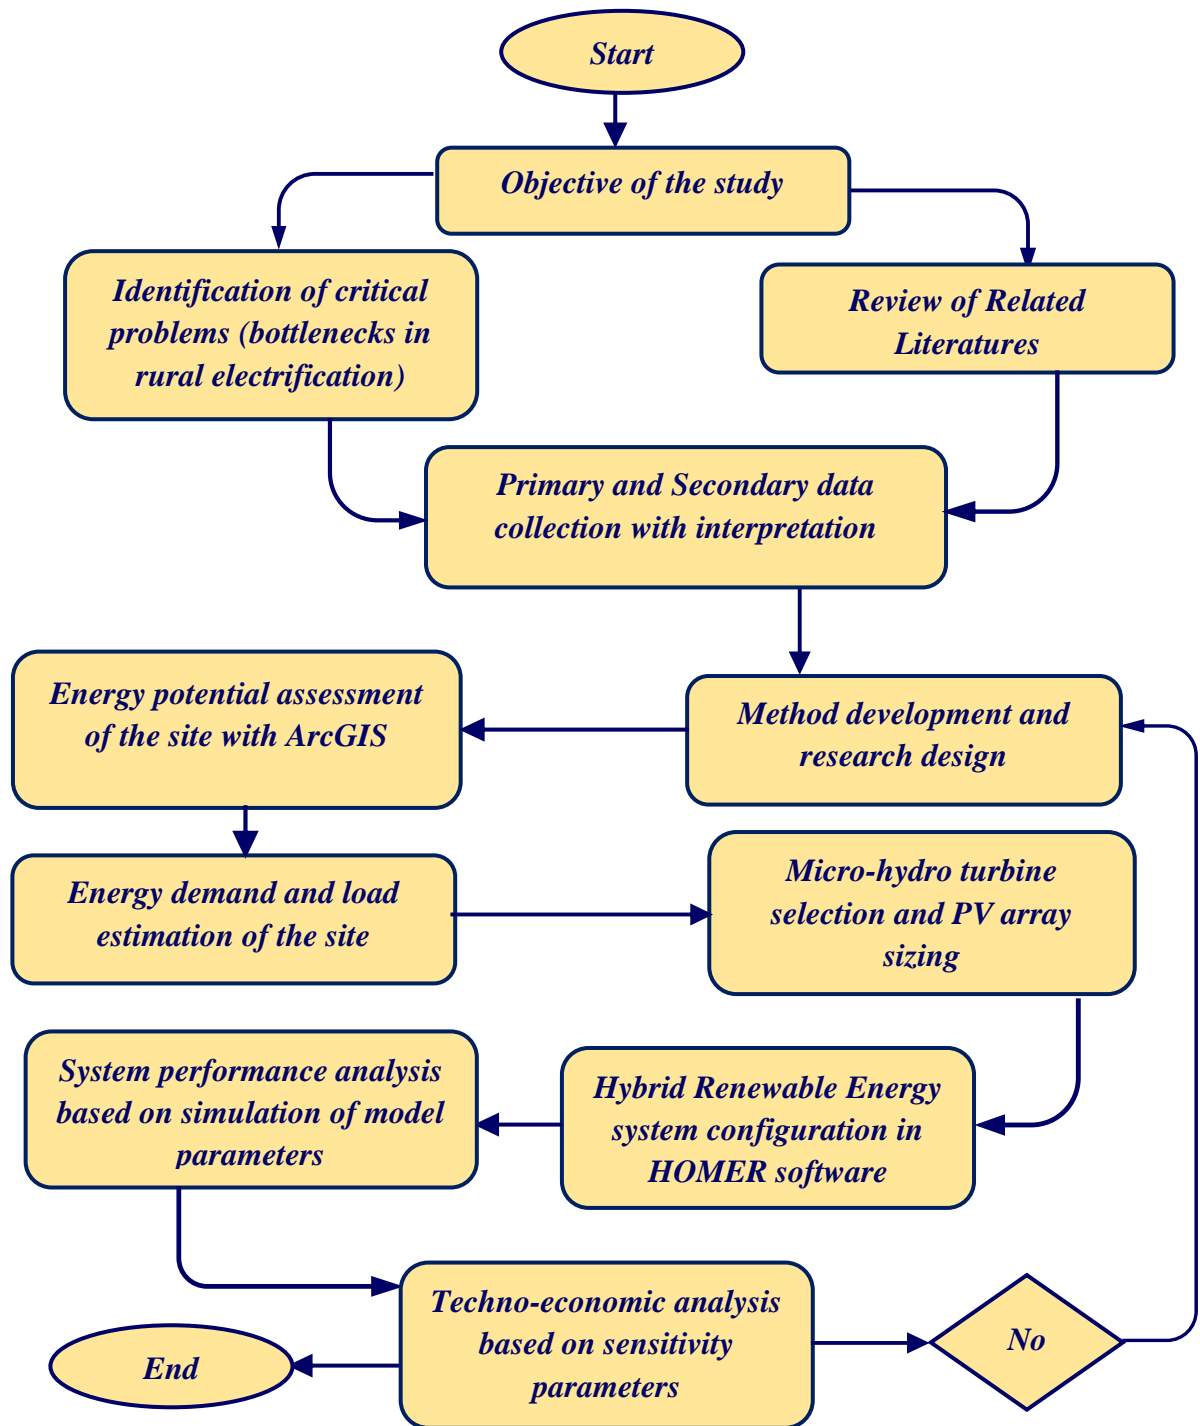 Start
Objective of the study
Identification of critical
problems (bottlenecks in
rural electrification)
Review of Related
Literatures
Primary and Secondary data
collection with interpretation
Energy potential assessment
of the site with ArcGIS
Method development and
research design
Energy demand and load
estimation of the site
Micro-hydro turbine
selection and PV array
sizing
System performance analysis
based on simulation of model
parameters
Hybrid Renewable Energy
system configuration in
HOMER software
Techno-economic analysis
based on sensitivity
parameters
No
End